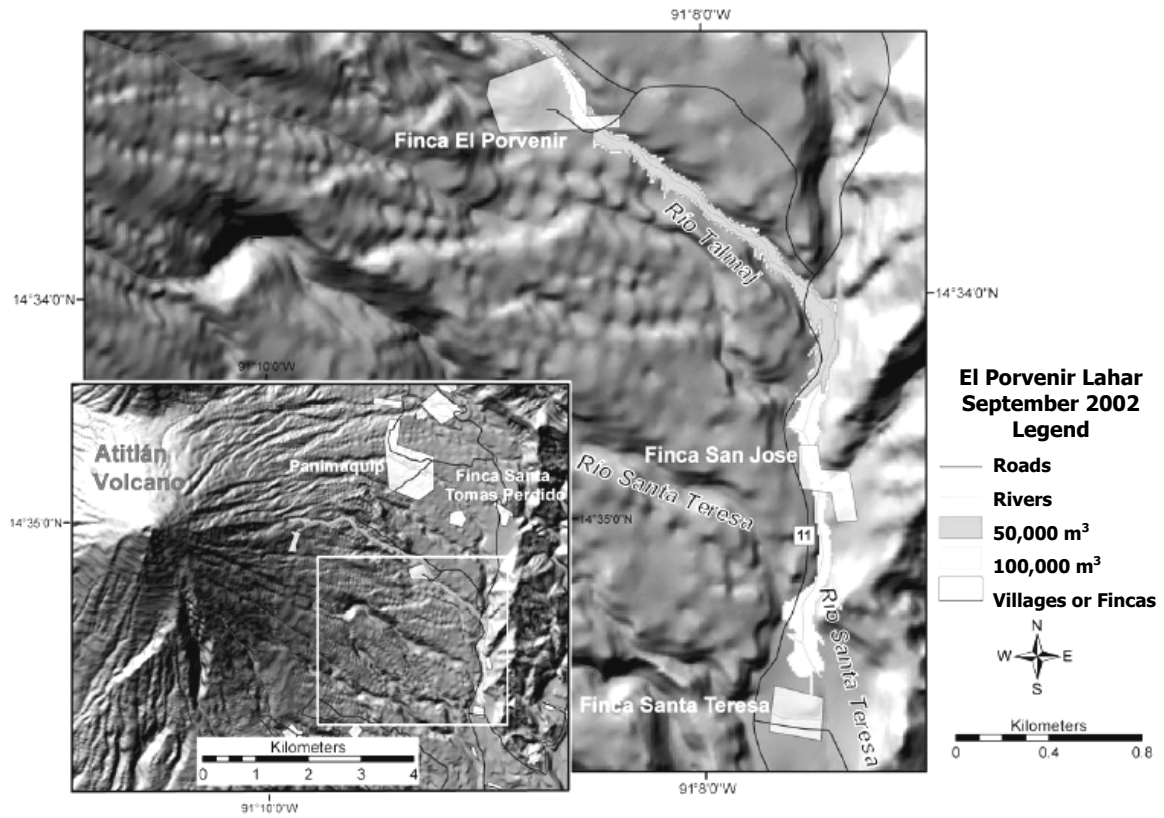 91°8'0"W
Finca El Porvenir
Río Talmaj
14°34'0"N
14°34'0"N
91°10'0"W
Atitlán
Volcano
Panimaquip
Finca Santa
Tomas Perdido
14°35'0"N
14°35'0"N
Kilometers
0 1 2 3 4
91°10'0"W
Finca San Jose
Río Santa Teresa
11
Río Santa Teresa
Finca Santa Teresa
91°8'0"W
El Porvenir Lahar
September 2002
Legend
Roads
Rivers
50,000 m³
100,000 m³
Villages or Fincas
N
W E
S
Kilometers
0 0.4 0.8